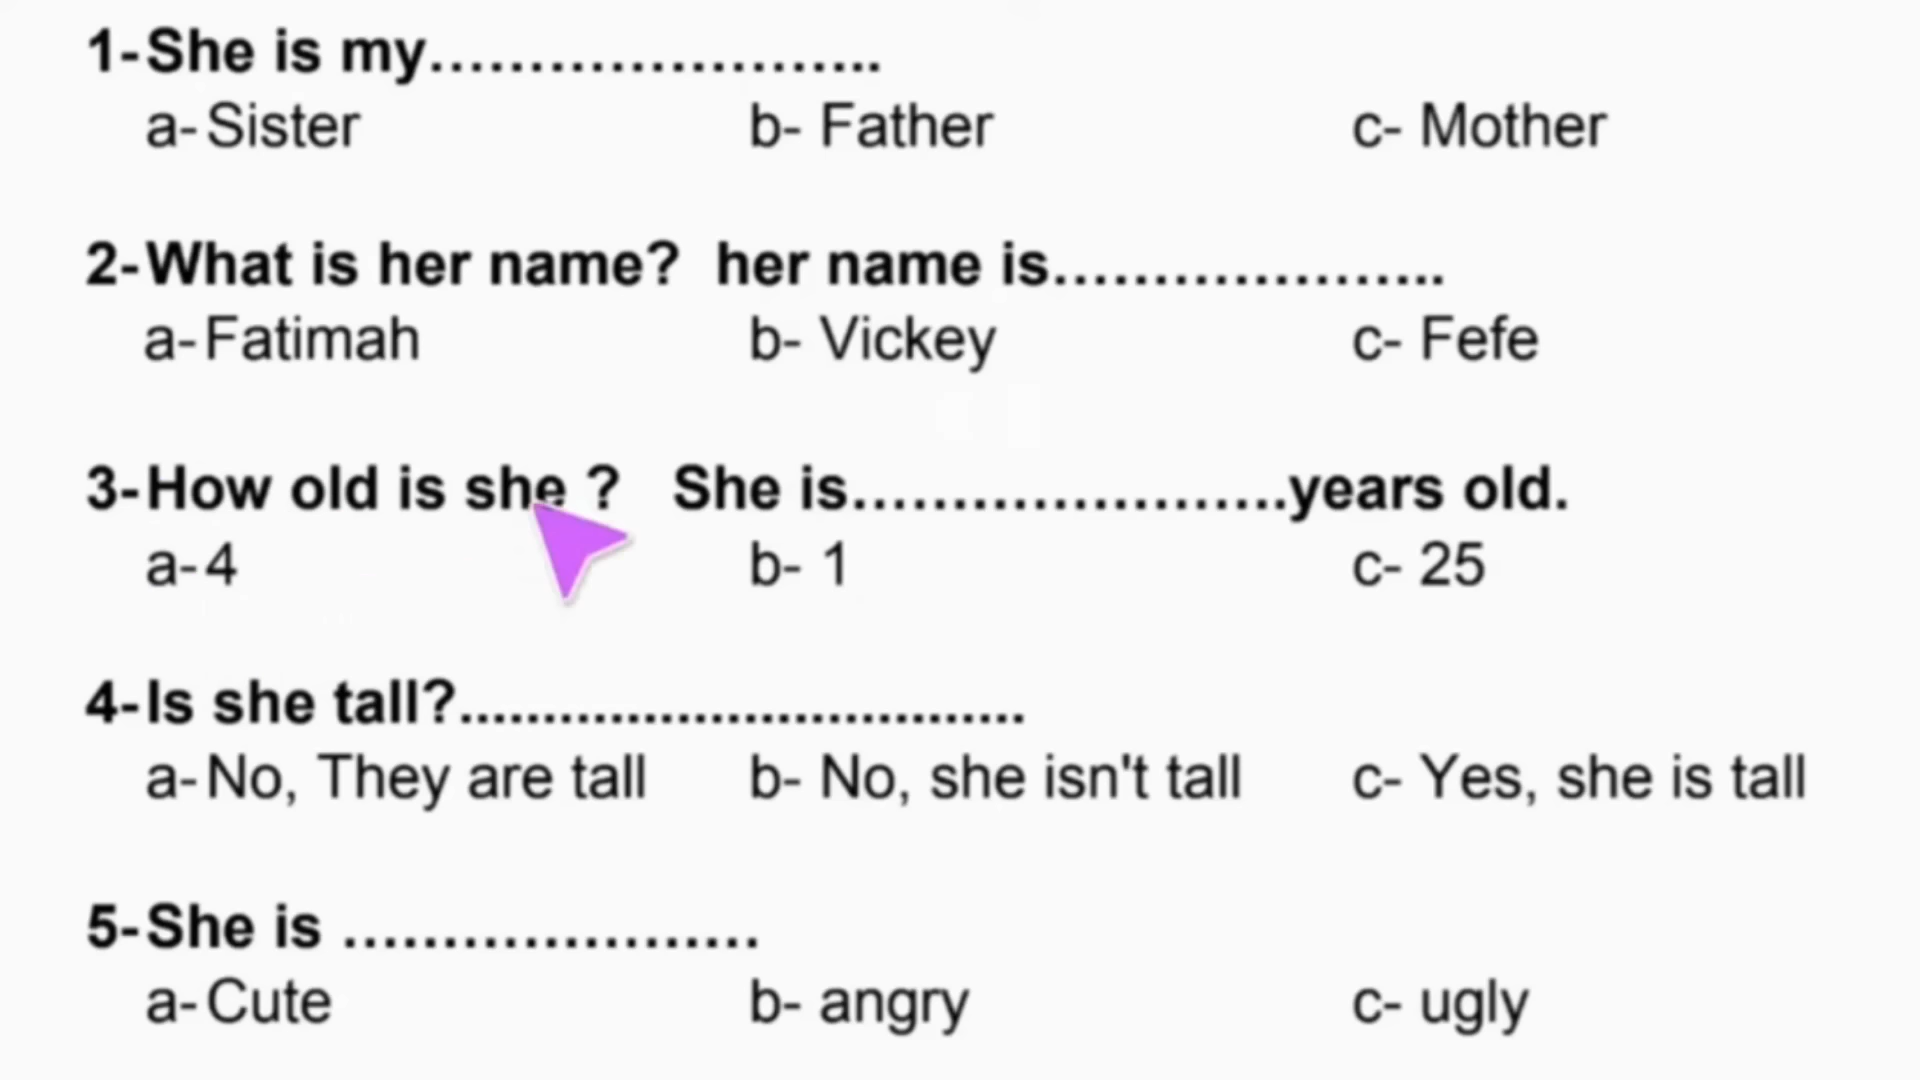 1-She is my……………………..
a-Sister b- Father c- Mother
2-What is her name? her name is………………..
a-Fatimah b- Vickey c- Fefe
3-How old is she ? She is………………….years old.
a-4 b- 1 c- 25
4-Is she tall?..................................
a-No, They are tall b- No, she isn't tall c- Yes, she is tall
5-She is …………………
a-Cute b- angry c- ugly